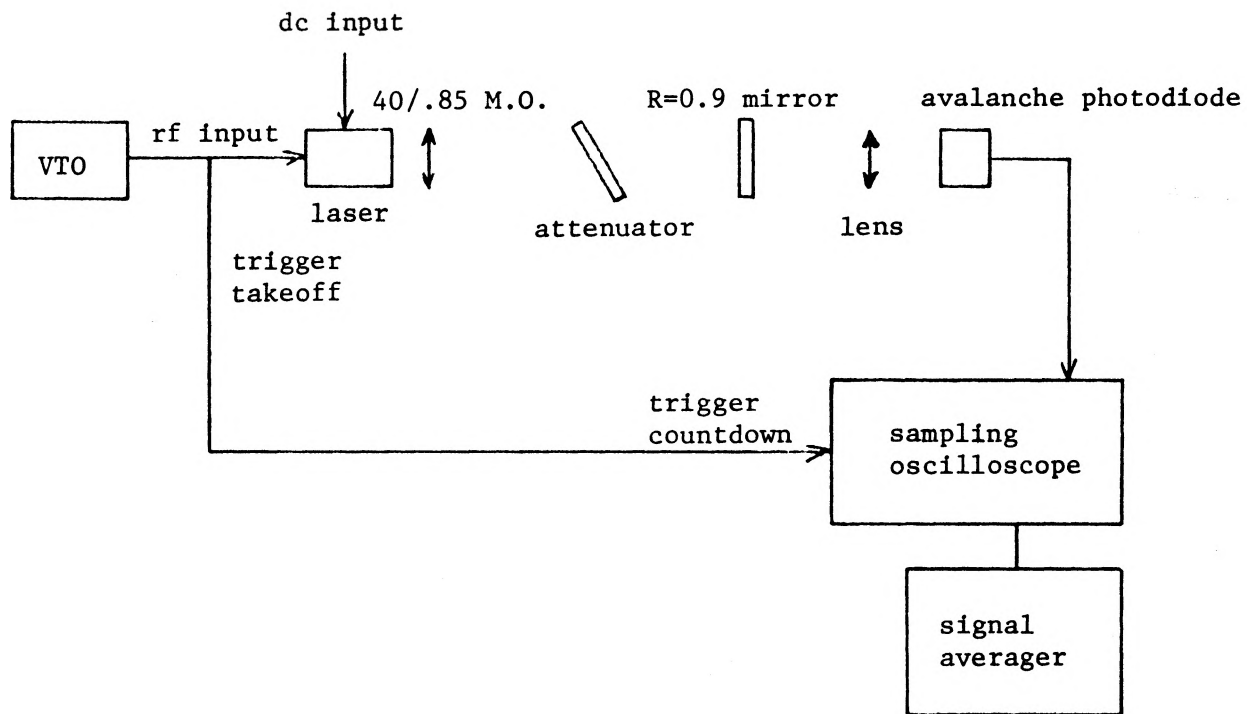 dc input
40/.85 M.O.
R=0.9 mirror
avalanche photodiode
rf input
VTO
laser
attenuator
lens
trigger
takeoff
trigger
countdown
sampling
oscilloscope
signal
averager